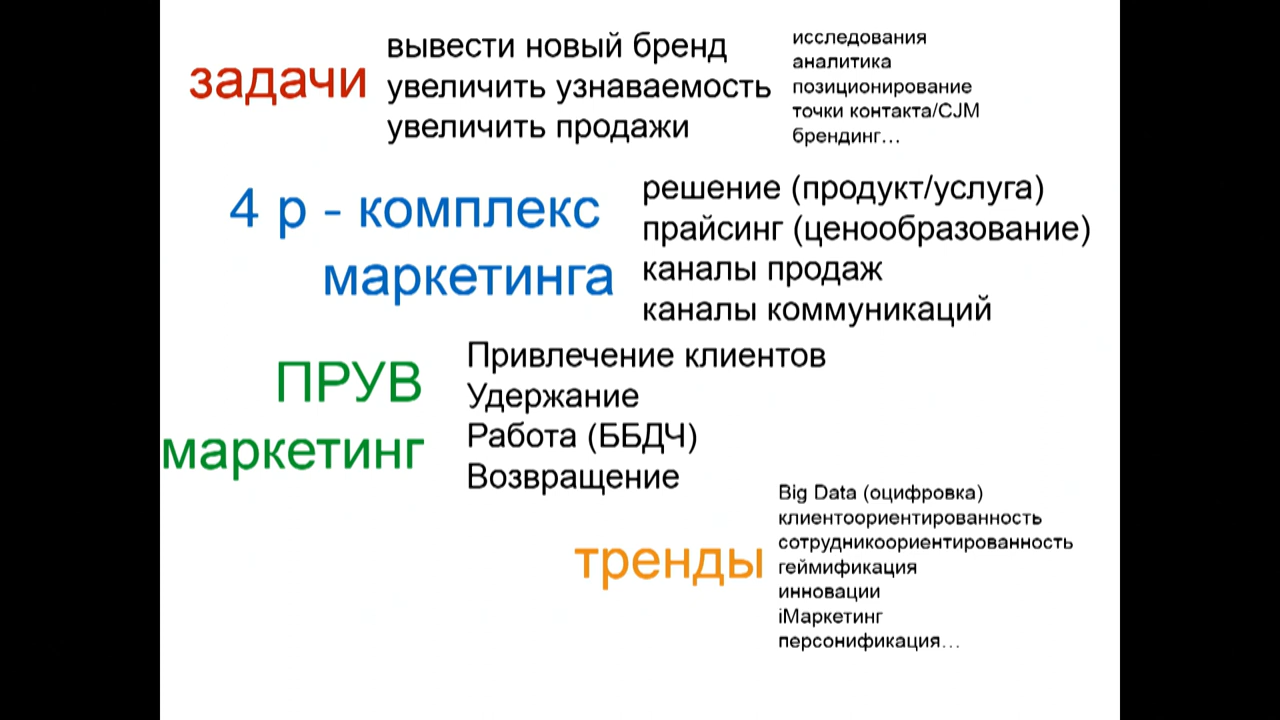 задачи
вывести новый бренд
увеличить узнаваемость
увеличить продажи
исследования
аналитика
позиционирование
точки контакта/CJM
брендинг...
4 р - комплекс
маркетинга
решение (продукт/услуга)
прайсинг (ценообразование)
каналы продаж
каналы коммуникаций
ПРУВ
маркетинг
Привлечение клиентов
Удержание
Работа (ББДЧ)
Возвращение
тренды
Big Data (оцифровка)
клиентоориентированность
сотрудникоориентированность
геймификация
инновации
iМаркетинг
персонификация...